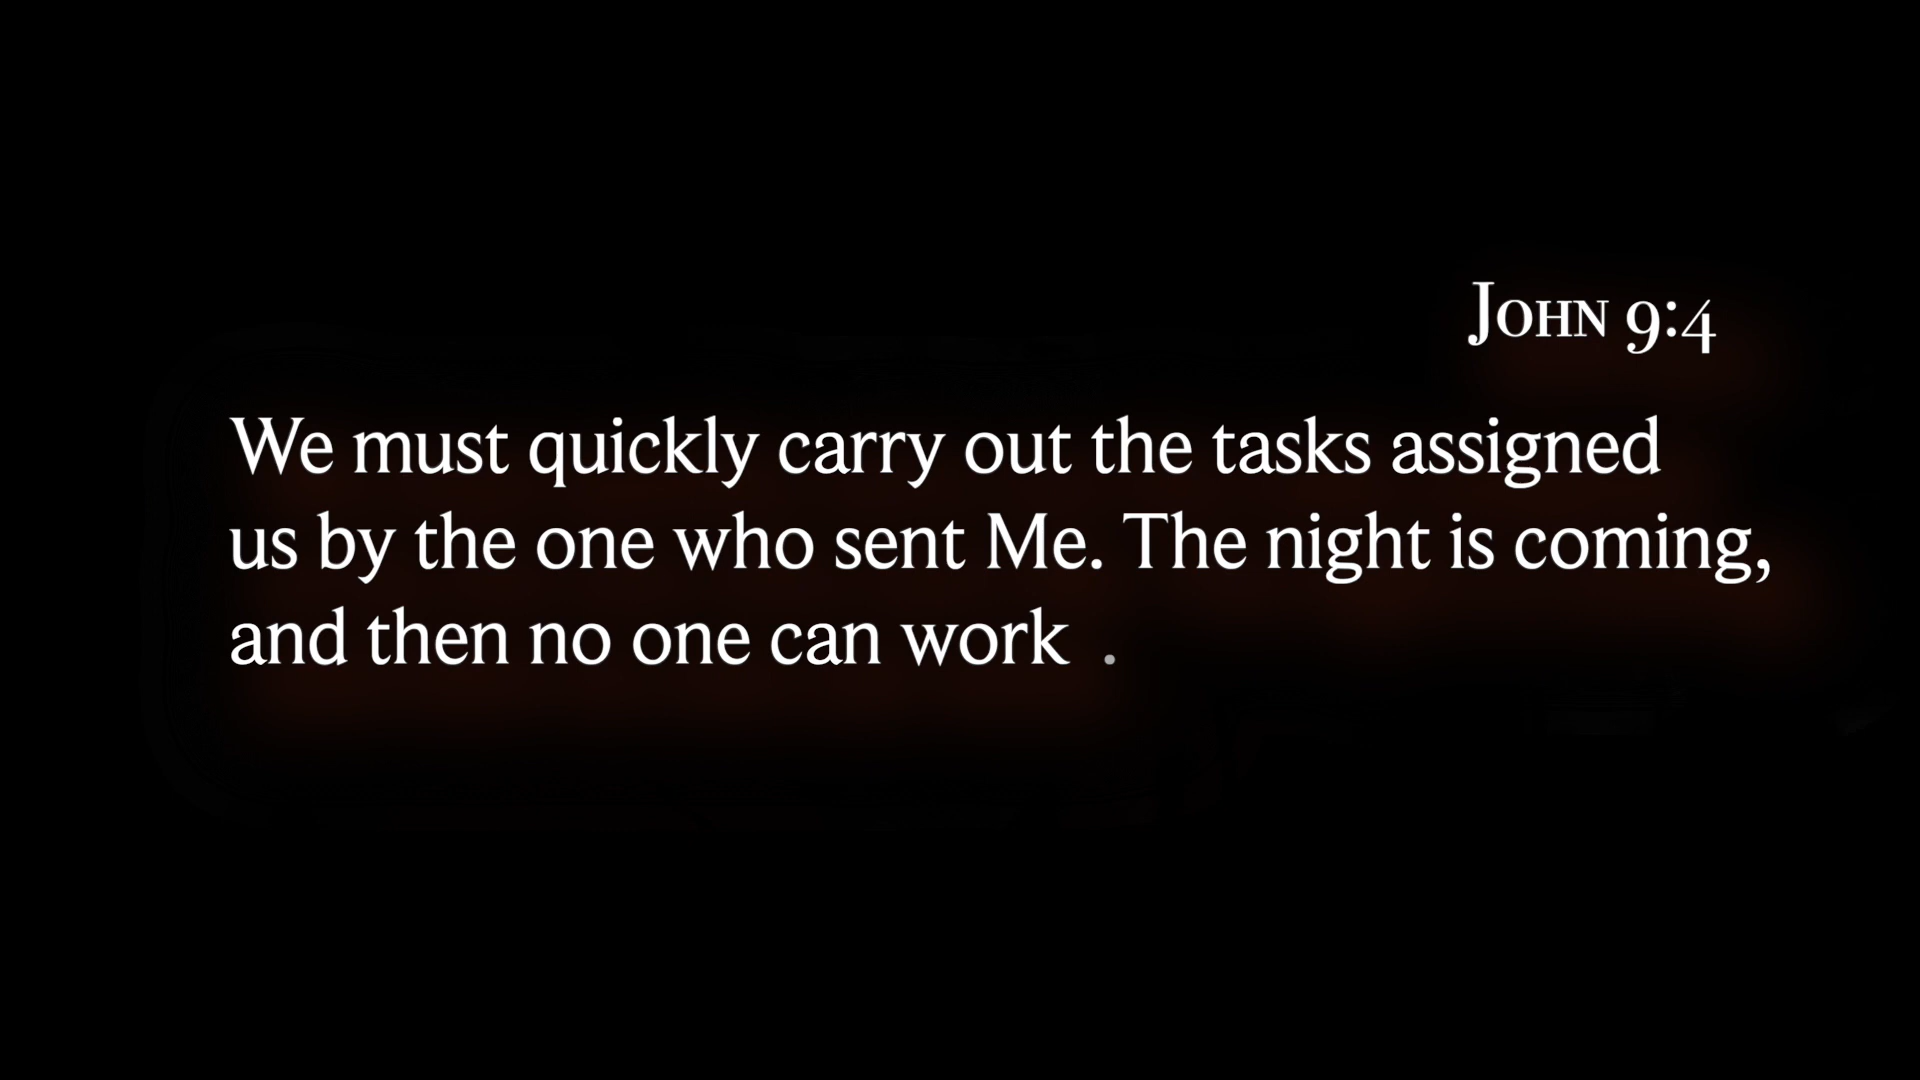 John 9:4
We must quickly carry out the tasks assigned
us by the one who sent Me. The night is coming,
and then no one can work .